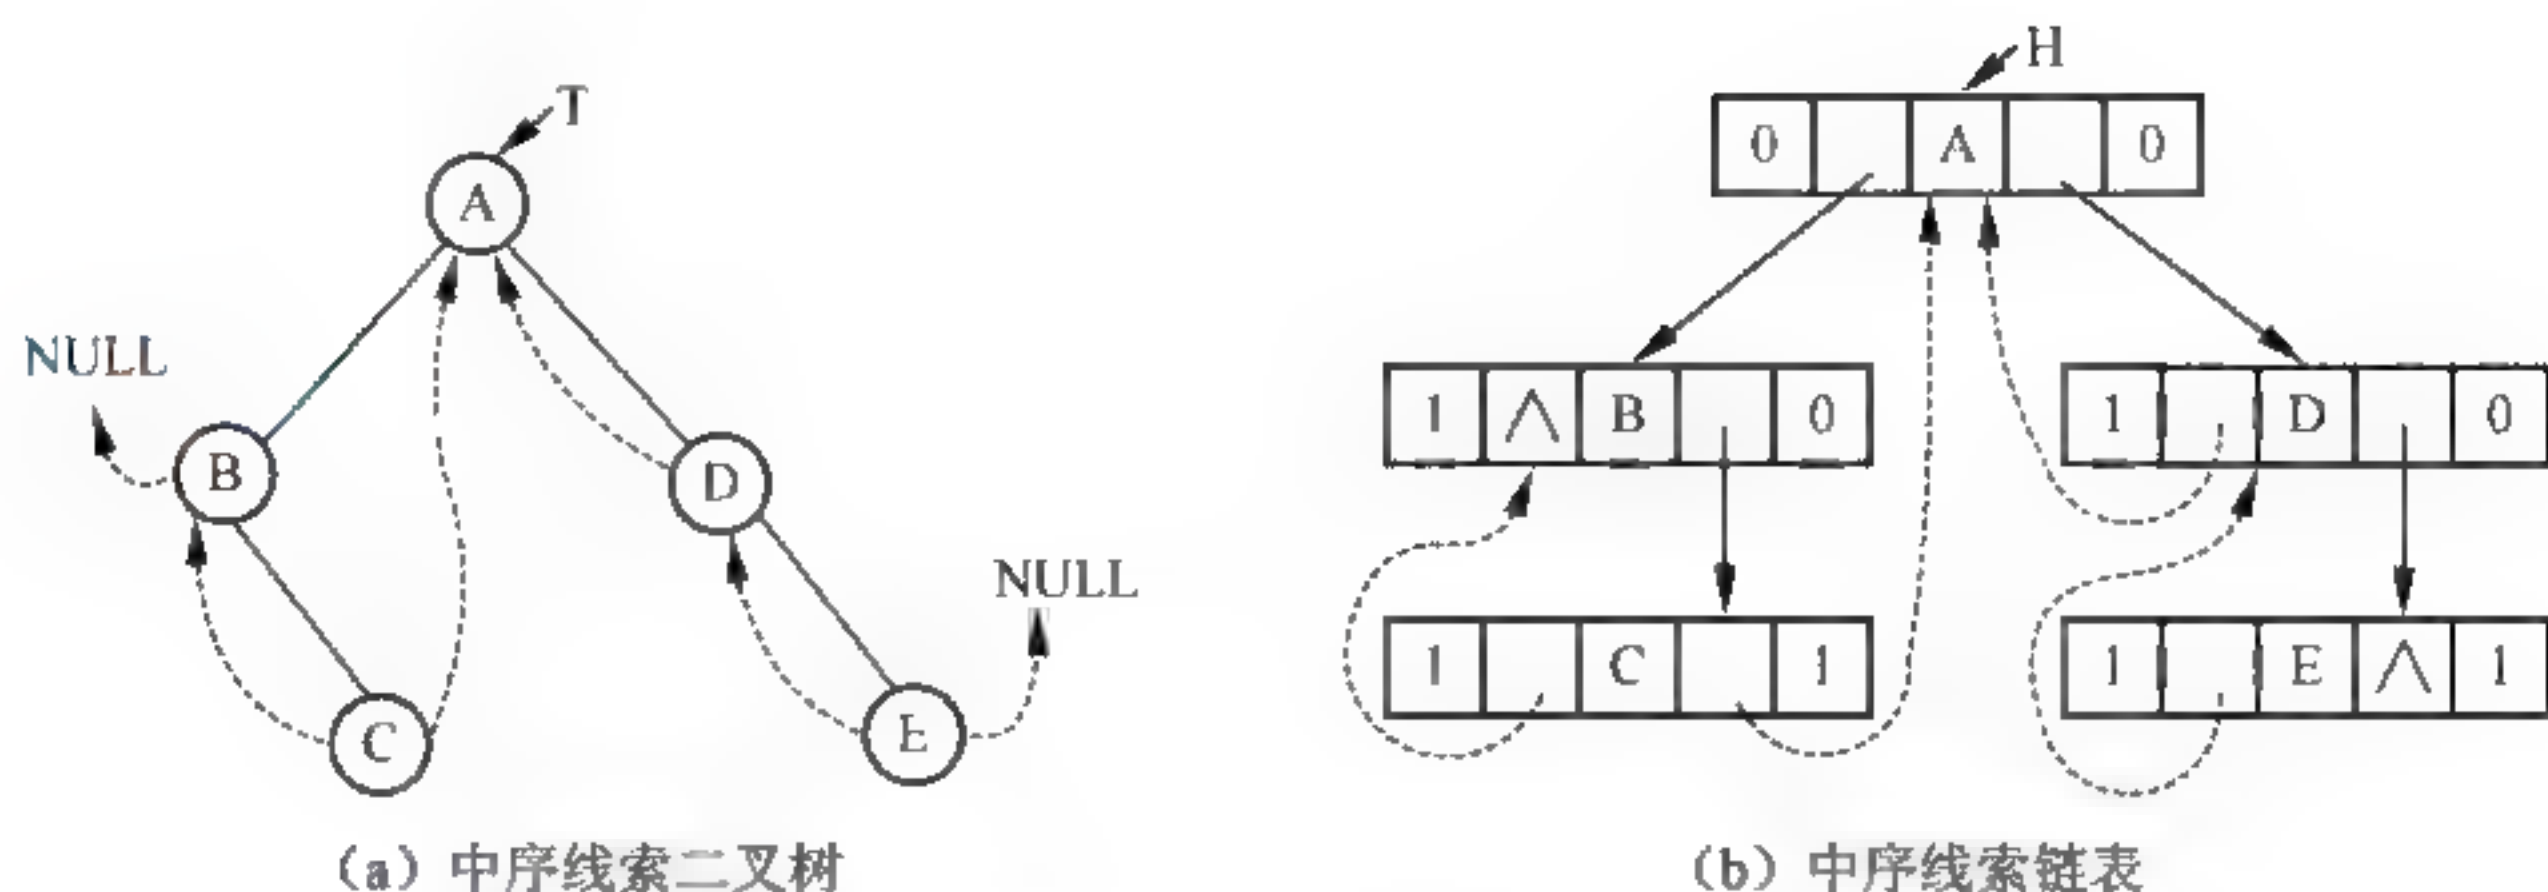 T
A
NULL
B
D
NULL
C
E
(a) 中序线索二叉树
H
0 A 0
1 ∧ B 0
1 D 0
1 C 1
1 E ∧ 1
(b) 中序线索链表